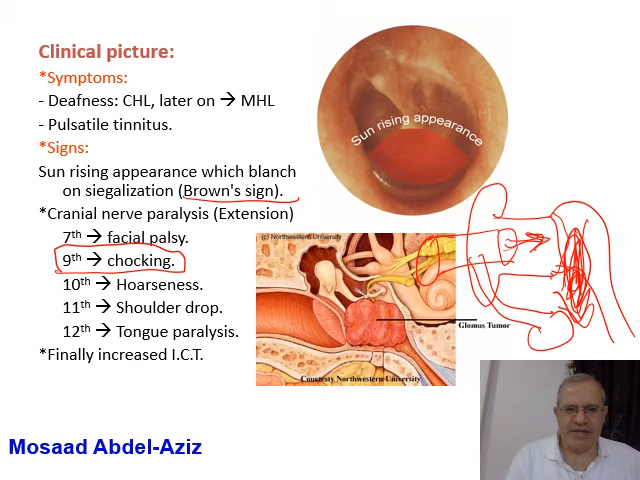 Clinical picture:
*Symptoms:
- Deafness: CHL, later on → MHL
- Pulsatile tinnitus.
*Signs:
Sun rising appearance which blanch
on siegalization (Brown's sign).
*Cranial nerve paralysis (Extension)
7th → facial palsy.
9th → chocking.
10th → Hoarseness.
11th → Shoulder drop.
12th → Tongue paralysis.
*Finally increased I.C.T.
Sun rising appearance
(c) Northwestern University
Glomus Tumor
Courtesty Northwestern University
Mosaad Abdel-Aziz